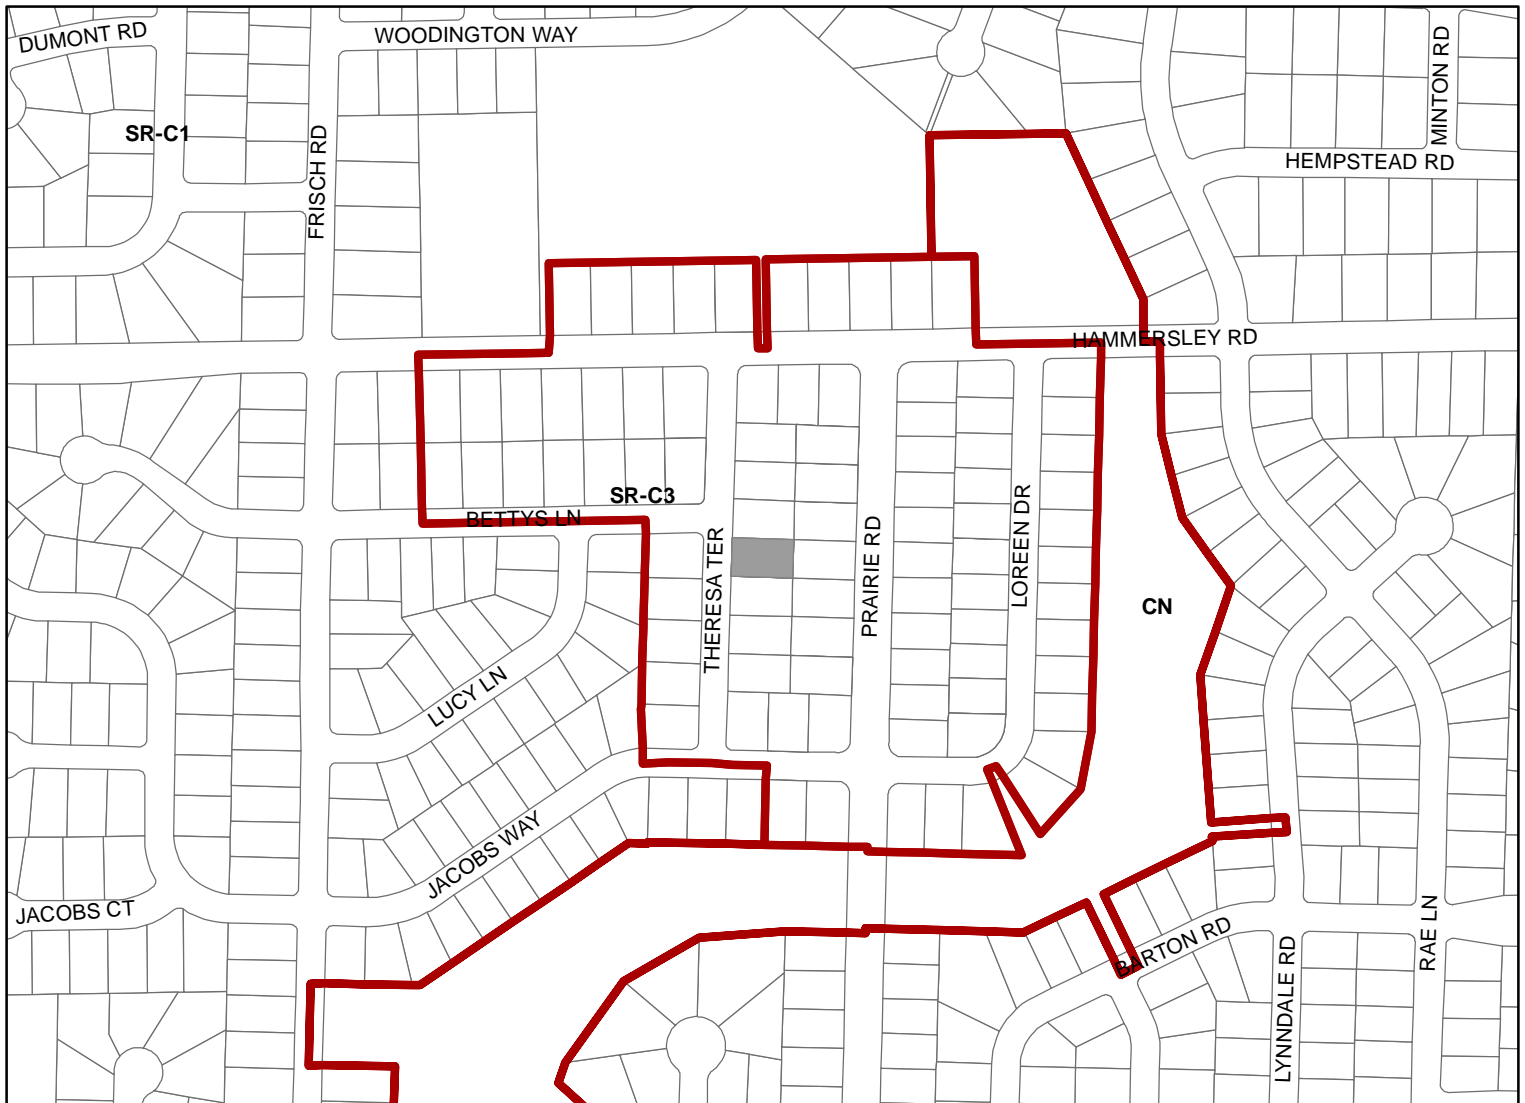 DUMONT RD
WOODINGTON WAY
MINTON RD
SR-C1
HEMPSTEAD RD
FRISCH RD
HAMMERSLEY RD
SR-C3
BETTYS LN
THERESA TER
PRAIRIE RD
LOREEN DR
CN
LUCY LN
JACOBS WAY
JACOBS CT
BARTON RD
RAE LN
LYNNDALE RD